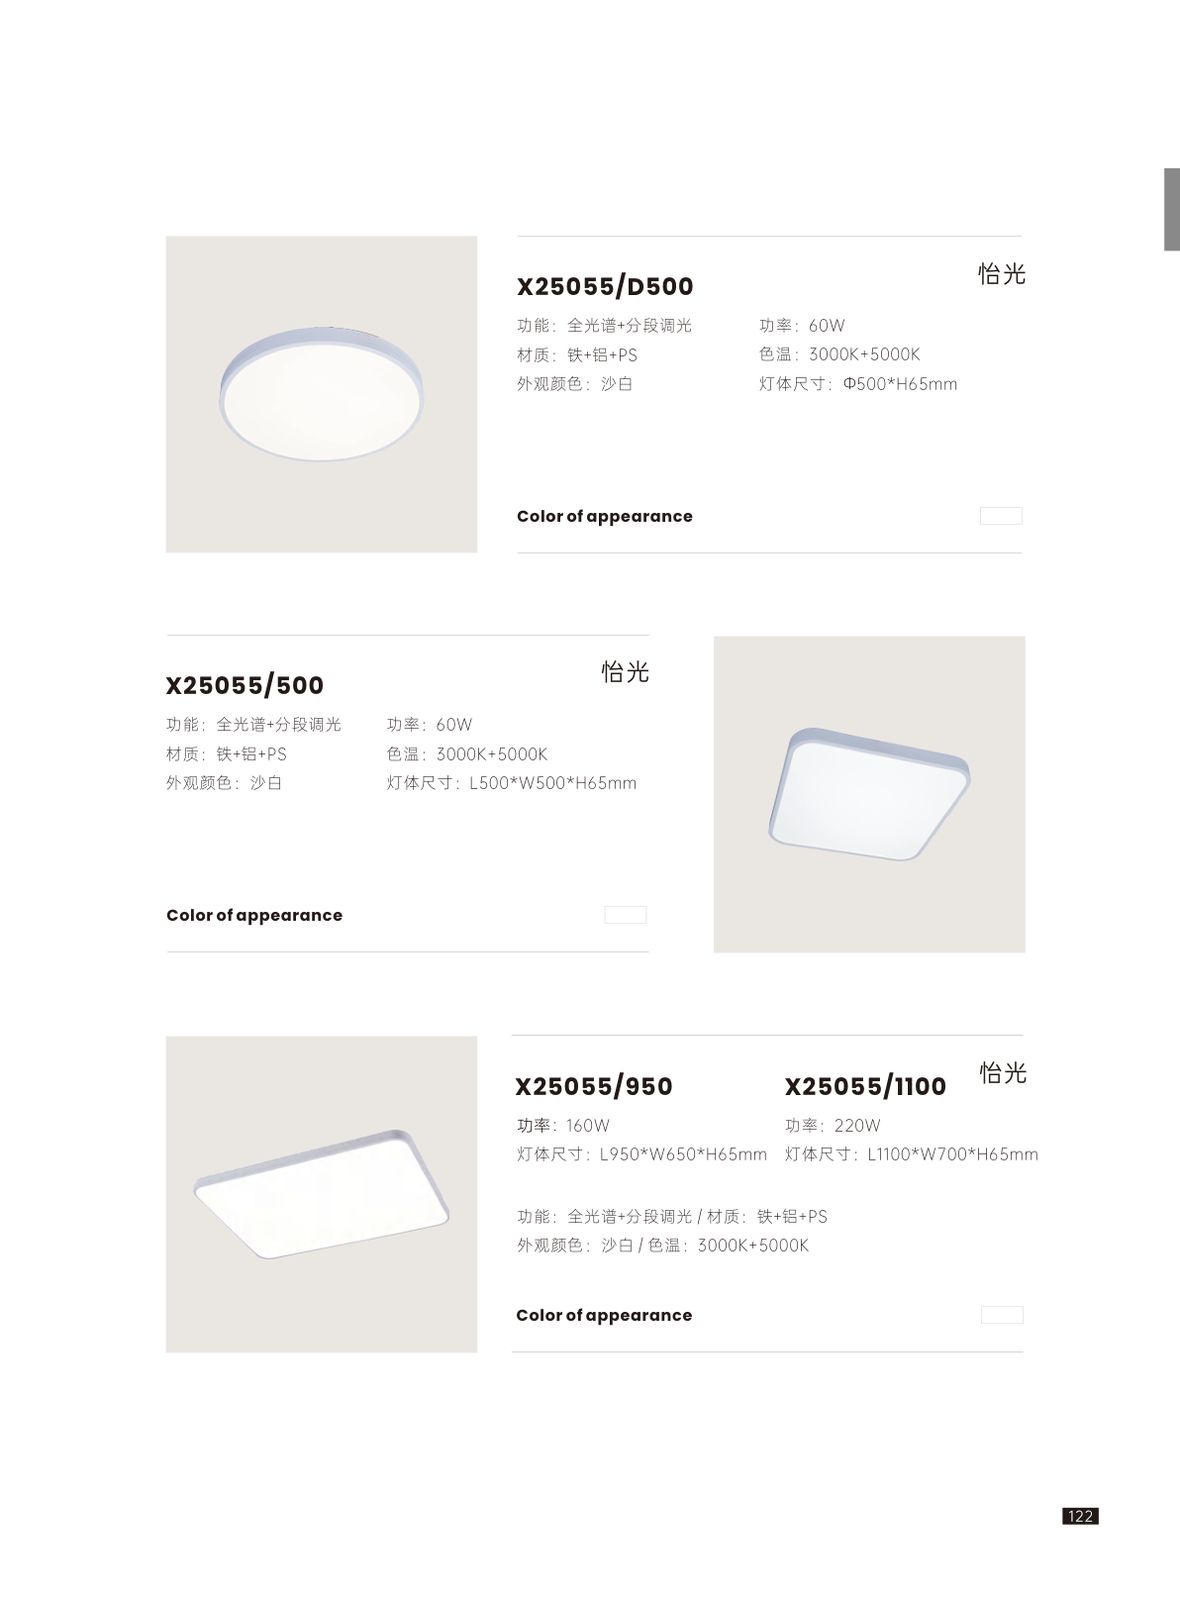 怡光
X25055/D500
功能：全光谱+分段调光
功率：60W
材质：铁+铝+PS
色温：3000K+5000K
外观颜色：沙白
灯体尺寸：Φ500*H65mm
Color of appearance
怡光
X25055/500
功能：全光谱+分段调光
功率：60W
材质：铁+铝+PS
色温：3000K+5000K
外观颜色：沙白
灯体尺寸：L500*W500*H65mm
Color of appearance
怡光
X25055/950
X25055/1100
功率：160W
功率：220W
灯体尺寸：L950*W650*H65mm
灯体尺寸：L1100*W700*H65mm
功能：全光谱+分段调光 / 材质：铁+铝+PS
外观颜色：沙白 / 色温：3000K+5000K
Color of appearance
122